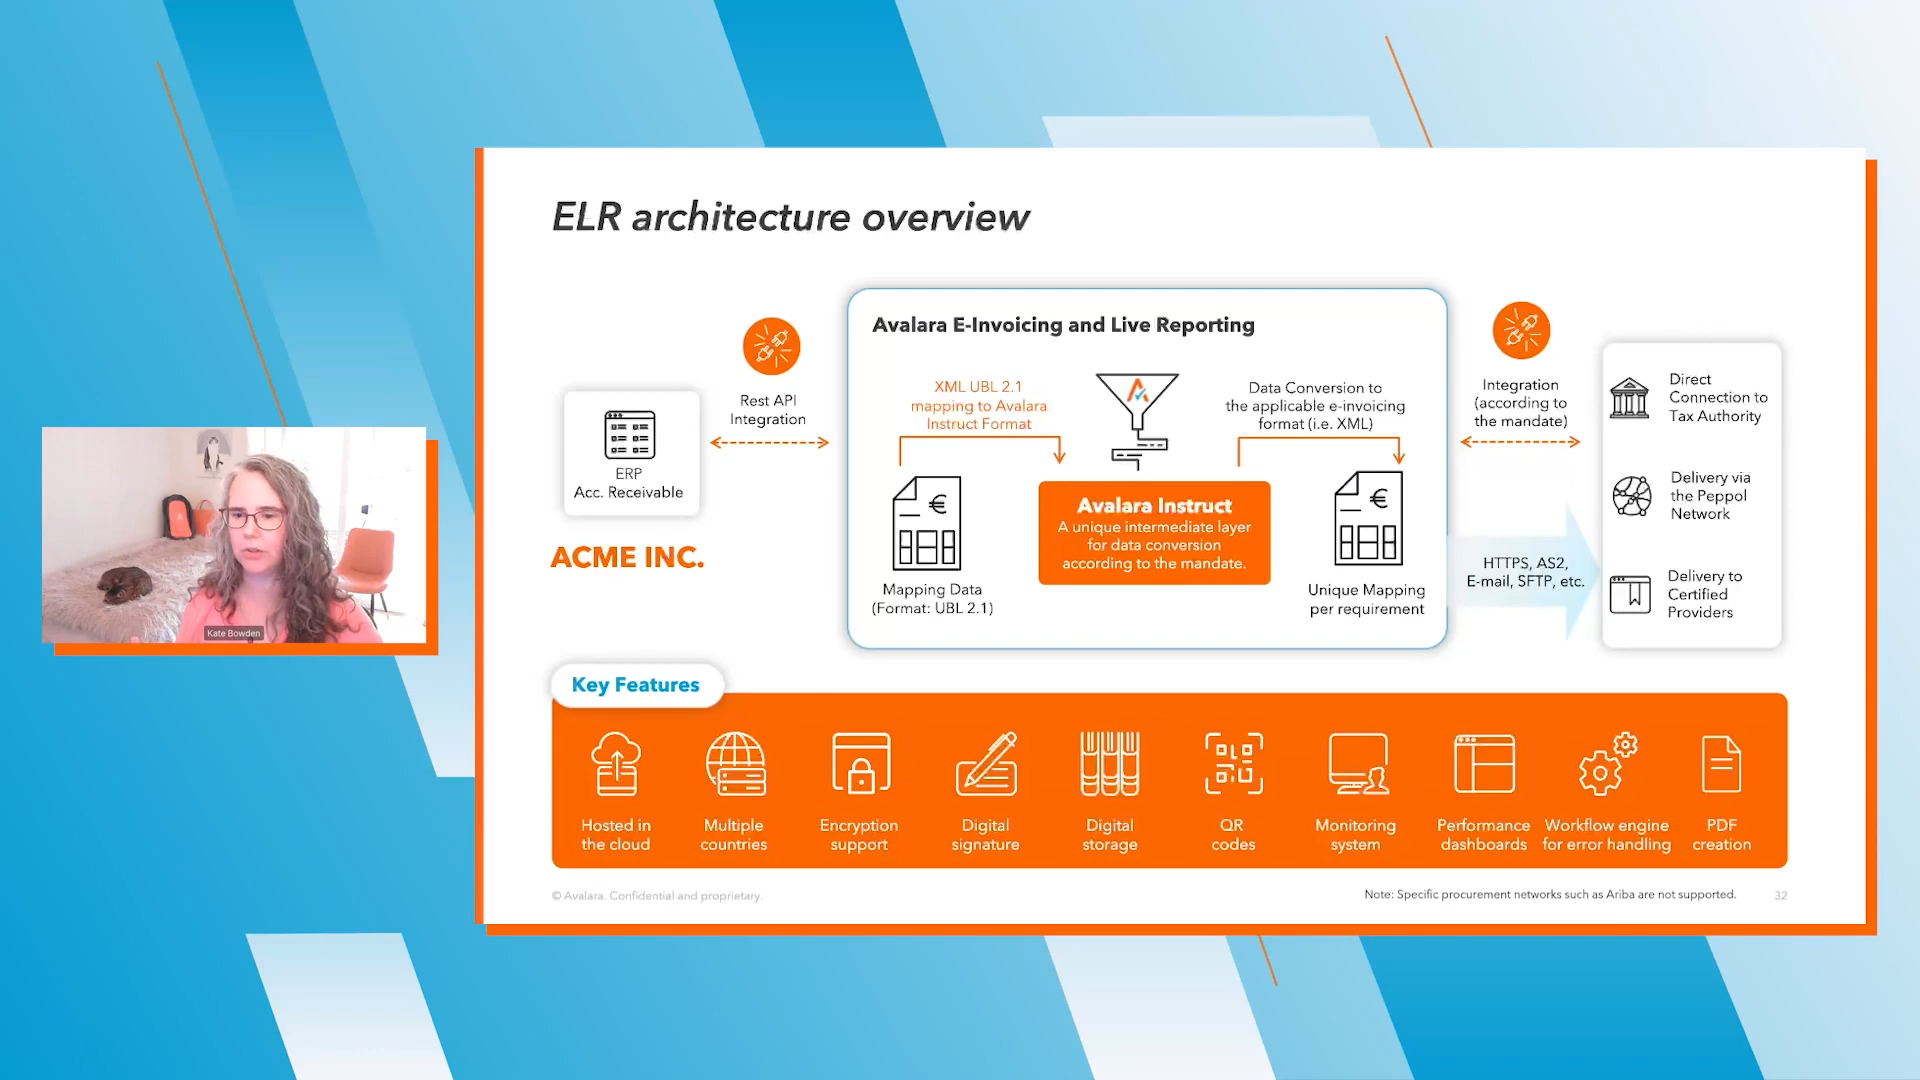 ELR architecture overview
ERP
Acc. Receivable
ACME INC.
Rest API
Integration
Avalara E-Invoicing and Live Reporting
XML UBL 2.1
mapping to Avalara
Instruct Format
Mapping Data
(Format: UBL 2.1)
Avalara Instruct
A unique intermediate layer
for data conversion
according to the mandate.
Data Conversion to
the applicable e-invoicing
format (i.e. XML)
Unique Mapping
per requirement
Integration
(according to
the mandate)
HTTPS, AS2,
E-mail, SFTP, etc.
Direct
Connection to
Tax Authority
Delivery via
the Peppol
Network
Delivery to
Certified
Providers
Kate Bowden
Key Features
Hosted in
the cloud
Multiple
countries
Encryption
support
Digital
signature
Digital
storage
QR
codes
Monitoring
system
Performance
dashboards
Workflow engine
for error handling
PDF
creation
© Avalara. Confidential and proprietary.
Note: Specific procurement networks such as Ariba are not supported.
32